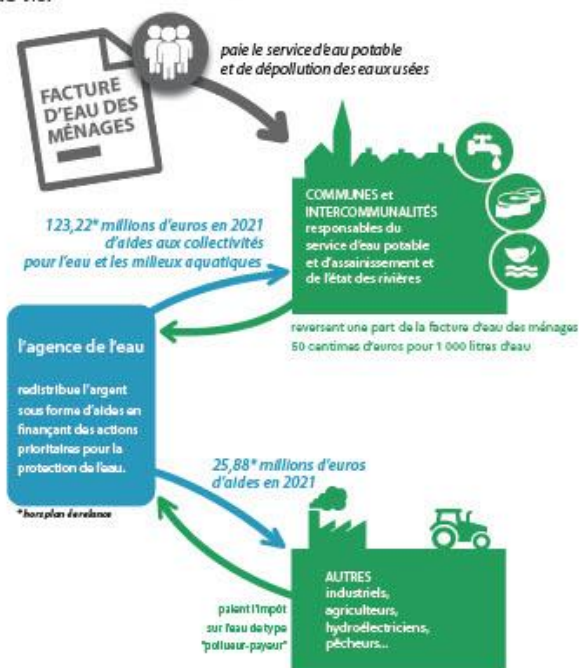 FACTURE
D'EAU DES
MÉNAGES
paie le service d'eau potable
et de dépollution des eaux usées
COMMUNES et
INTERCOMMUNALITÉS
responsables du
service d'eau potable
et d'assainissement et
de l'état des rivières
123,22* millions d'euros en 2021
d'aides aux collectivités
pour l'eau et les milieux aquatiques
reversent une part de la facture d'eau des ménages
50 centimes d'euros pour 1 000 litres d'eau
l'agence de l'eau
redistribue l'argent
sous forme d'aides en
finançant des actions
prioritaires pour la
protection de l'eau.
* hors plan de relance
25,88* millions d'euros
d'aides en 2021
paient l'impôt
sur l'eau de type
"pollueur-payeur"
AUTRES
industriels,
agriculteurs,
hydroélectriciens,
pêcheurs...